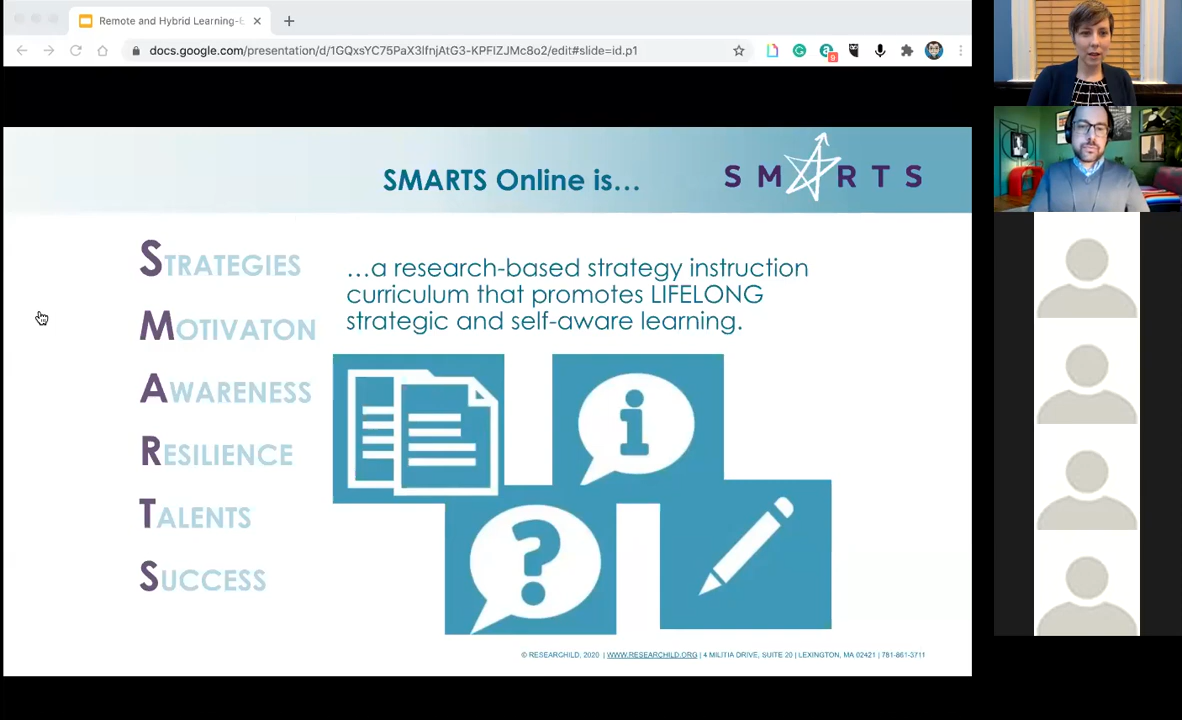 Remote and Hybrid Learning-
docs.google.com/presentation/d/1GQxsYC75PaX3lfnjAtG3-KPFIZJMc8o2/edit#slide=id.p1
SMARTS Online is…
SMARTS
STRATEGIES
MOTIVATON
AWARENESS
RESILIENCE
TALENTS
SUCCESS
…a research-based strategy instruction
curriculum that promotes LIFELONG
strategic and self-aware learning.
i
?
© RESEARCHILD, 2020 | WWW.RESEARCHILD.ORG | 4 MILITIA DRIVE, SUITE 20 | LEXINGTON, MA 02421 | 781-861-3711